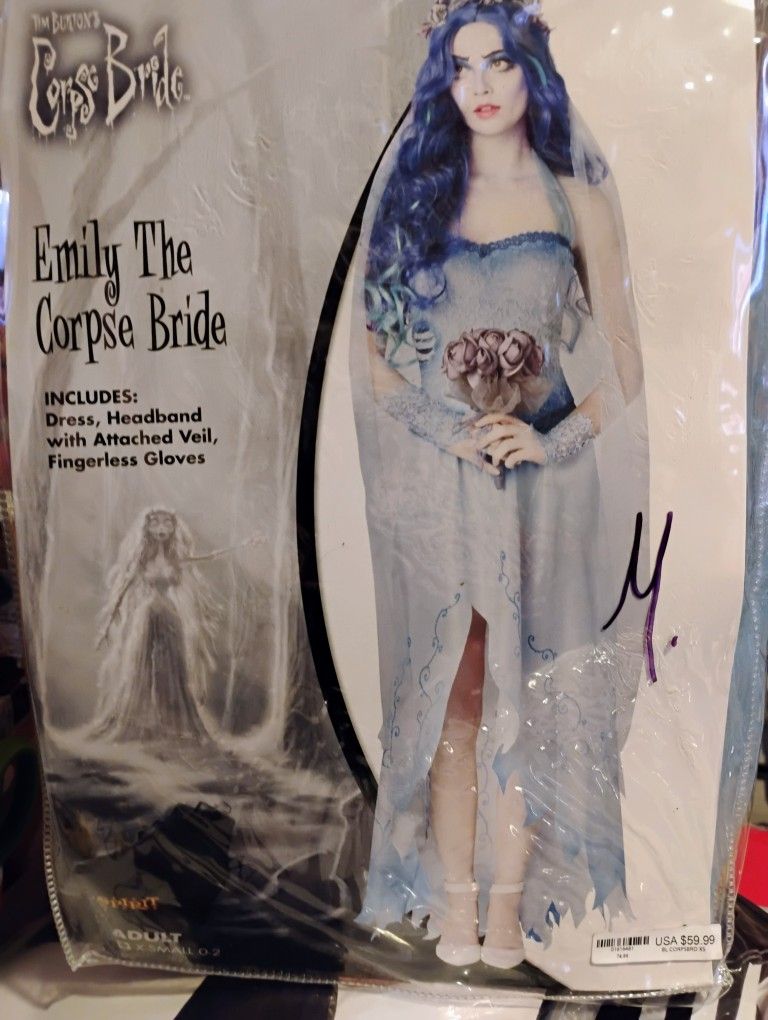 TIM BURTON'S
Corpse Bride
Emily The
Corpse Bride
INCLUDES:
Dress, Headband
with Attached Veil,
Fingerless Gloves
ADULT
X-SMALL 0-2
USA $59.99
BL CORPSBRD XS